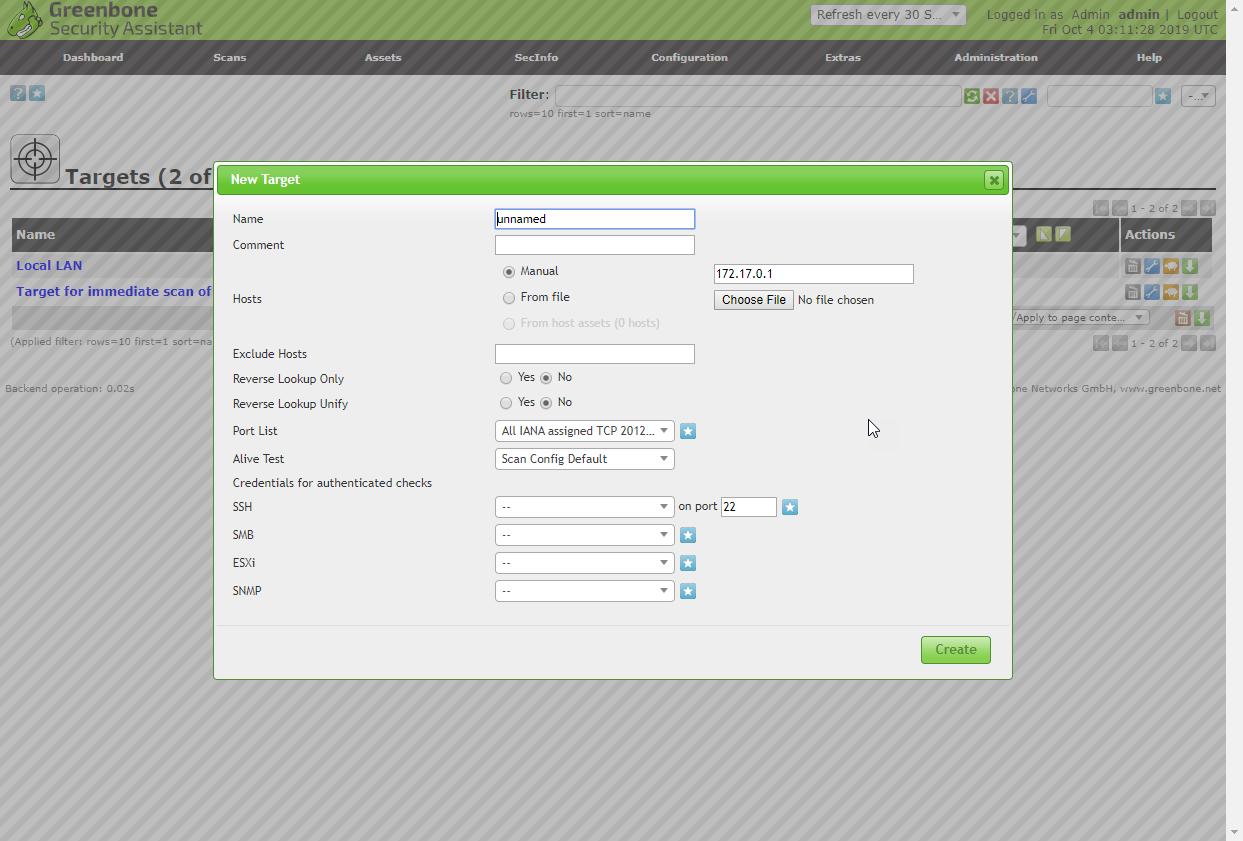 Greenbone
Security Assistant
Refresh every 30 S...
Logged in as Admin admin | Logout
Fri Oct 4 03:11:28 2019 UTC
Dashboard Scans Assets SecInfo Configuration Extras Administration Help
Filter:
-...
rows=10 first=1 sort=name
Targets (2 of
New Target
1 - 2 of 2
Name
Actions
Local LAN
Target for immediate scan of
Apply to page conte...
(Applied filter: rows=10 first=1 sort=na
1 - 2 of 2
Backend operation: 0.02s
Networks GmbH, www.greenbone.net
Name unnamed
Comment
Hosts
Manual 172.17.0.1
From file Choose File No file chosen
From host assets (0 hosts)
Exclude Hosts
Reverse Lookup Only Yes No
Reverse Lookup Unify Yes No
Port List All IANA assigned TCP 2012...
Alive Test Scan Config Default
Credentials for authenticated checks
SSH -- on port 22
SMB --
ESXi --
SNMP --
Create